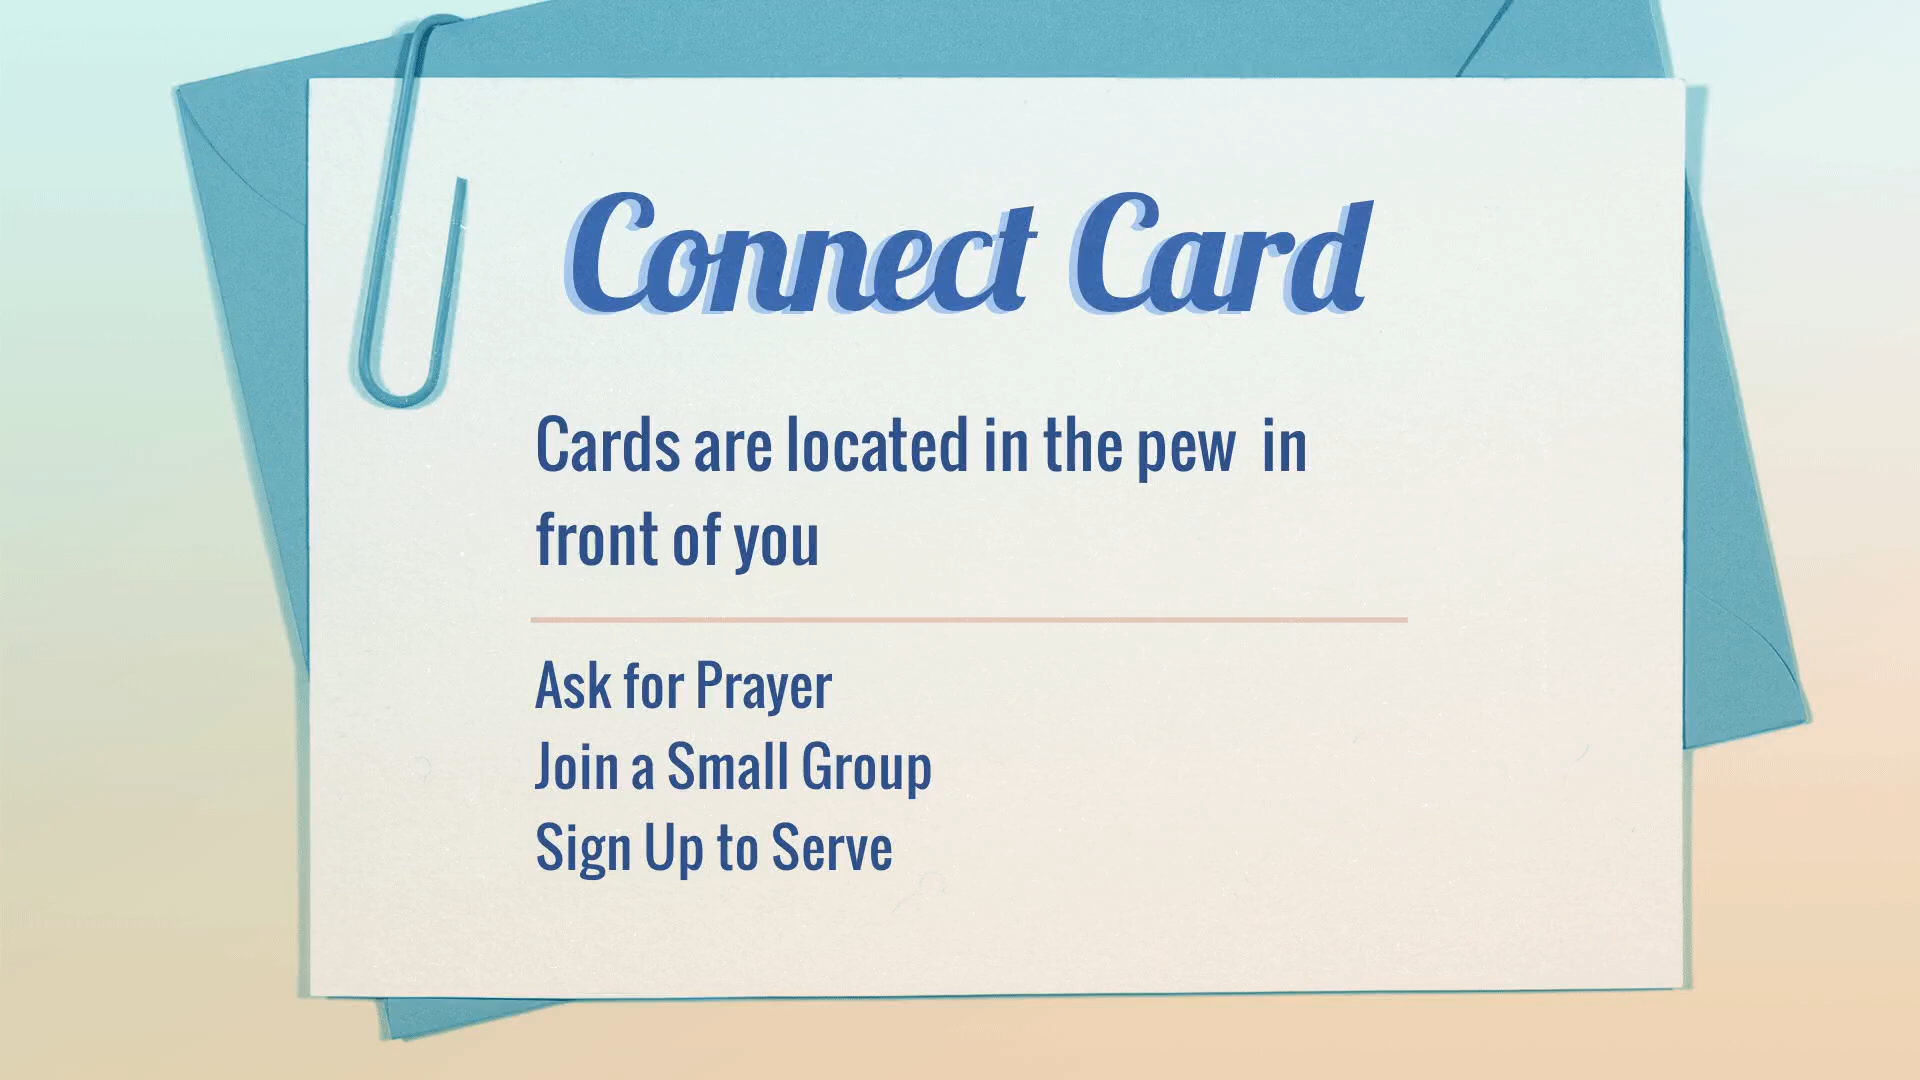 Connect Card
Cards are located in the pew  in
front of you
Ask for Prayer
Join a Small Group
Sign Up to Serve